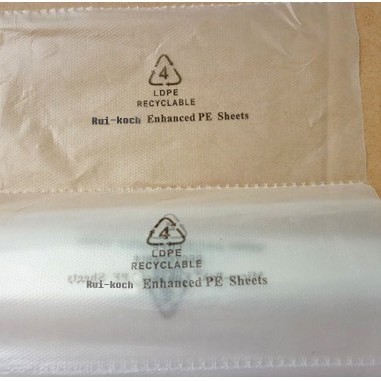 4
LDPE
RECYCLABLE
Rui-koch Enhanced PE Sheets
4
LDPE
RECYCLABLE
Rui-koch Enhanced PE Sheets